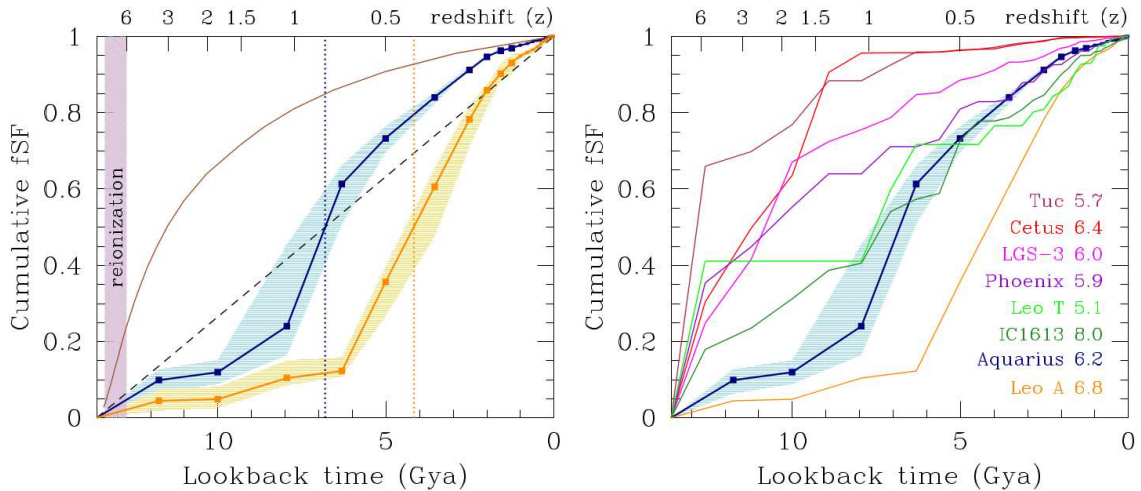 6 3 2 1.5 1 0.5 redshift (z)
1
0.8
0.6
0.4
0.2
0
Cumulative fSF
reionization
10 5 0
Lookback time (Gya)
6 3 2 1.5 1 0.5 redshift (z)
1
0.8
0.6
0.4
0.2
0
Cumulative fSF
Tuc 5.7
Cetus 6.4
LGS-3 6.0
Phoenix 5.9
Leo T 5.1
IC1613 8.0
Aquarius 6.2
Leo A 6.8
10 5 0
Lookback time (Gya)